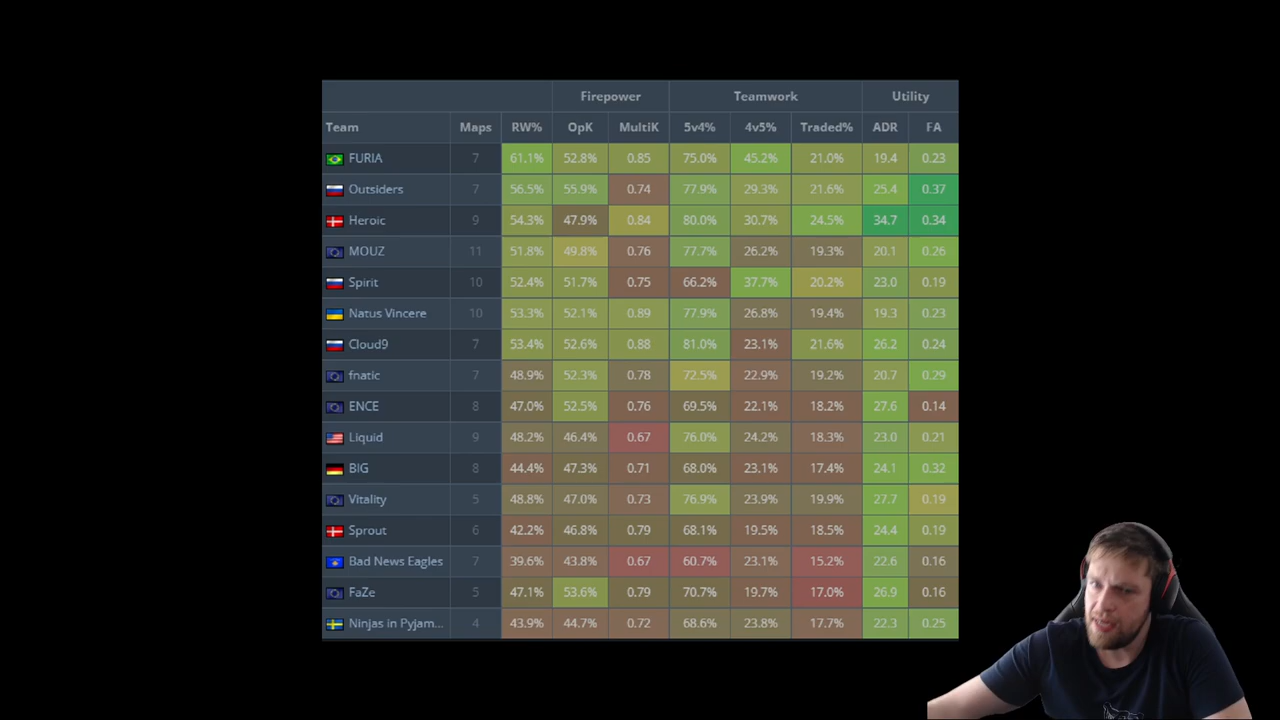 Firepower Teamwork Utility
Team Maps RW% OpK MultiK 5v4% 4v5% Traded% ADR FA
FURIA 7 61.1% 52.8% 0.85 75.0% 45.2% 21.0% 19.4 0.23
Outsiders 7 56.5% 55.9% 0.74 77.9% 29.3% 21.6% 25.4 0.37
Heroic 9 54.3% 47.9% 0.84 80.0% 30.7% 24.5% 34.7 0.34
MOUZ 11 51.8% 49.8% 0.76 77.7% 26.2% 19.3% 20.1 0.26
Spirit 10 52.4% 51.7% 0.75 66.2% 37.7% 20.2% 23.0 0.19
Natus Vincere 10 53.3% 52.1% 0.89 77.9% 26.8% 19.4% 19.3 0.23
Cloud9 7 53.4% 52.6% 0.88 81.0% 23.1% 21.6% 26.2 0.24
fnatic 7 48.9% 52.3% 0.78 72.5% 22.9% 19.2% 20.7 0.29
ENCE 8 47.0% 52.5% 0.76 69.5% 22.1% 18.2% 27.6 0.14
Liquid 9 48.2% 46.4% 0.67 76.0% 24.2% 18.3% 23.0 0.21
BIG 8 44.4% 47.3% 0.71 68.0% 23.1% 17.4% 24.1 0.32
Vitality 5 48.8% 47.0% 0.73 76.9% 23.9% 19.9% 27.7 0.19
Sprout 6 42.2% 46.8% 0.79 68.1% 19.5% 18.5% 24.4 0.19
Bad News Eagles 7 39.6% 43.8% 0.67 60.7% 23.1% 15.2% 22.6 0.16
FaZe 5 47.1% 53.6% 0.79 70.7% 19.7% 17.0% 26.9 0.16
Ninjas in Pyjam... 4 43.9% 44.7% 0.72 68.6% 23.8% 17.7% 22.3 0.25